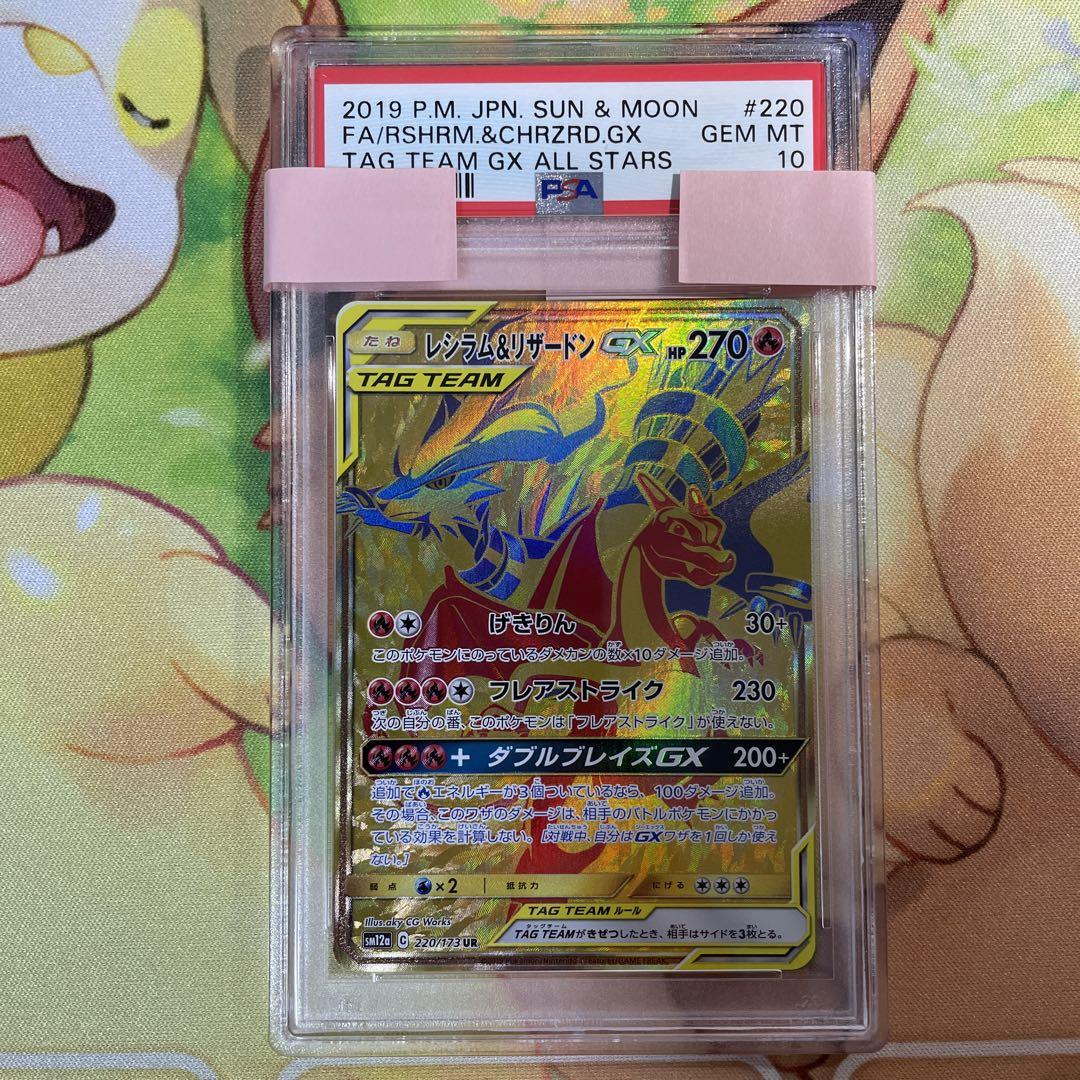 2019 P.M. JPN. SUN & MOON #220
FA/RSHRM.&CHRZRD.GX GEM MT
TAG TEAM GX ALL STARS 10
PSA
たね レシラム&リザードンGX HP270
TAG TEAM
げきりん 30+
このポケモンにのっているダメカンの数×10ダメージ追加。
フレアストライク 230
次の自分の番、このポケモンは「フレアストライク」が使えない。
+ ダブルブレイズGX 200+
追加でエネルギーが3個ついているなら、100ダメージ追加。
その場合、このワザのダメージは、相手のバトルポケモンにかかっ
ている効果を計算しない。[対戦中、自分はGXワザを1回しか使え
ない。]
弱点 ×2 抵抗力 にげる
Illus.aky CG Works
TAG TEAM ルール
TAG TEAMがきぜつしたとき、相手はサイドを3枚とる。
sm12a C 220/173 UR